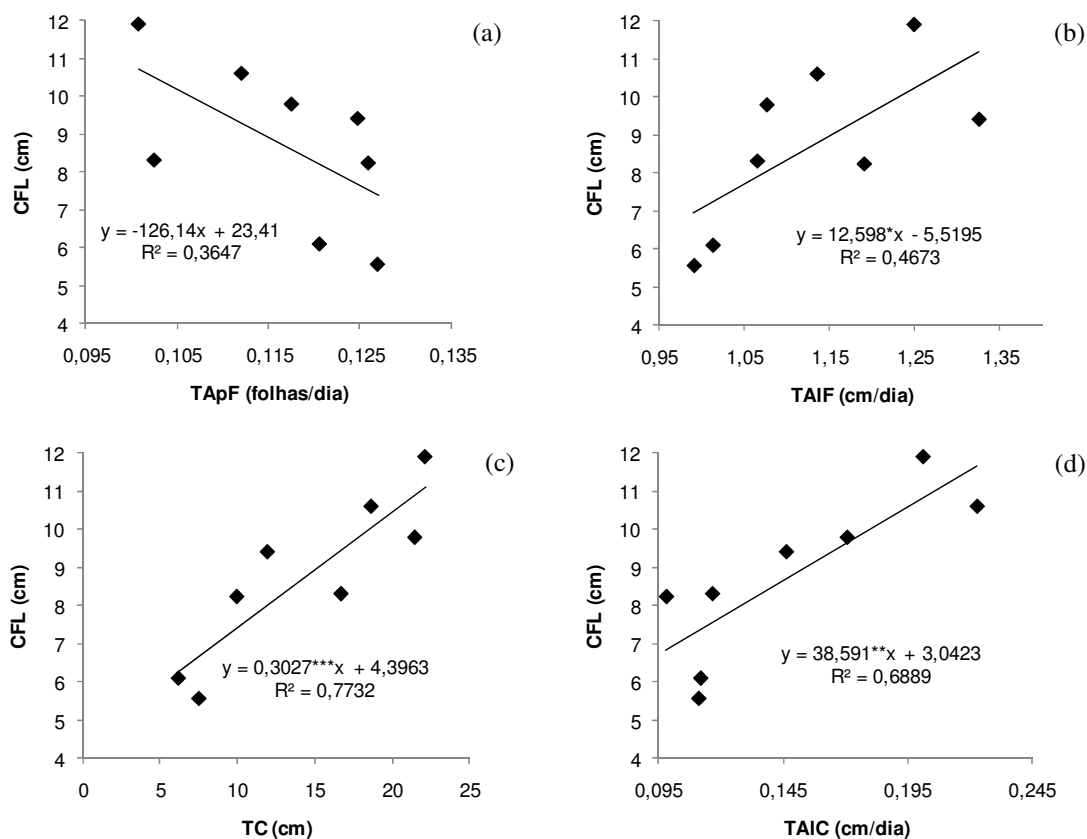 (a)
12
11
10
9
8
7
6
5
4
CFL (cm)
y = -126,14x + 23,41
R² = 0,3647
0,095 0,105 0,115 0,125 0,135
TApF (folhas/dia)
(b)
12
11
10
9
8
7
6
5
4
CFL (cm)
y = 12,598*x - 5,5195
R² = 0,4673
0,95 1,05 1,15 1,25 1,35
TAlF (cm/dia)
(c)
12
11
10
9
8
7
6
5
4
CFL (cm)
y = 0,3027***x + 4,3963
R² = 0,7732
0 5 10 15 20 25
TC (cm)
(d)
12
11
10
9
8
7
6
5
4
CFL (cm)
y = 38,591**x + 3,0423
R² = 0,6889
0,095 0,145 0,195 0,245
TAlC (cm/dia)